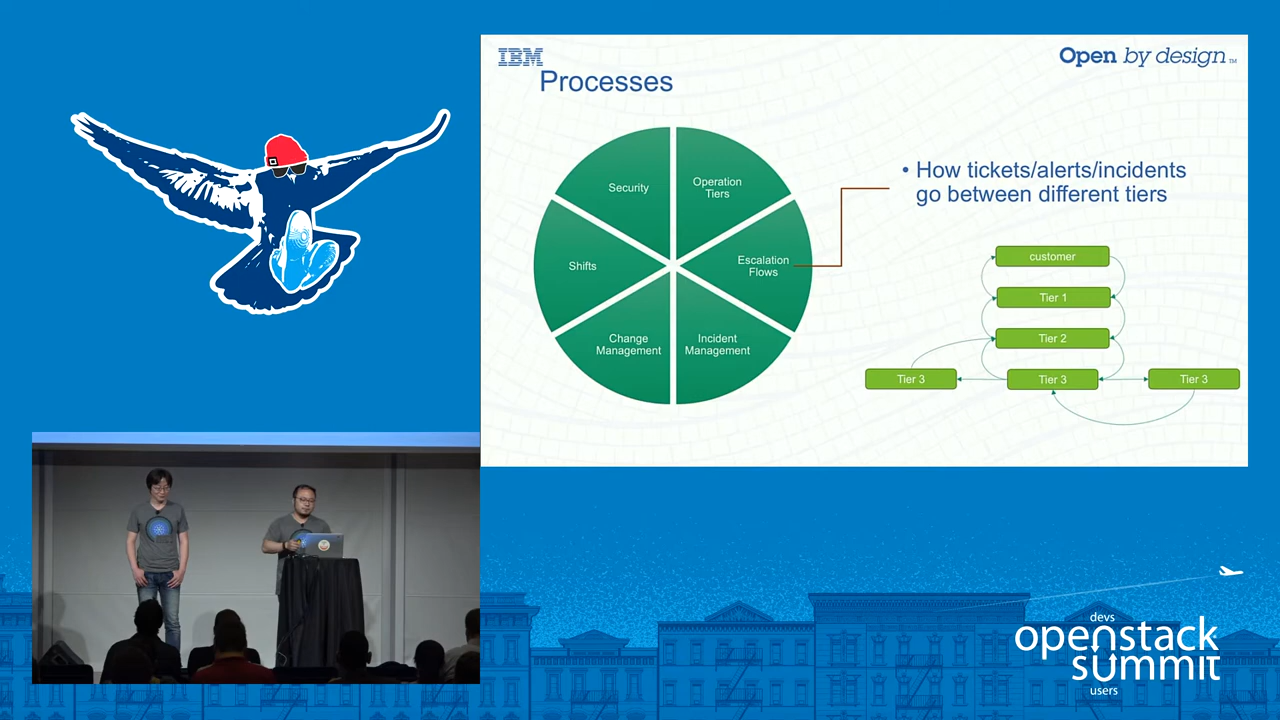 IBM
Open by design™
Processes
Security
Operation
Tiers
Shifts
Escalation
Flows
Change
Management
Incident
Management
• How tickets/alerts/incidents
go between different tiers
customer
Tier 1
Tier 2
Tier 3
Tier 3
Tier 3
devs
openstack
summit
users